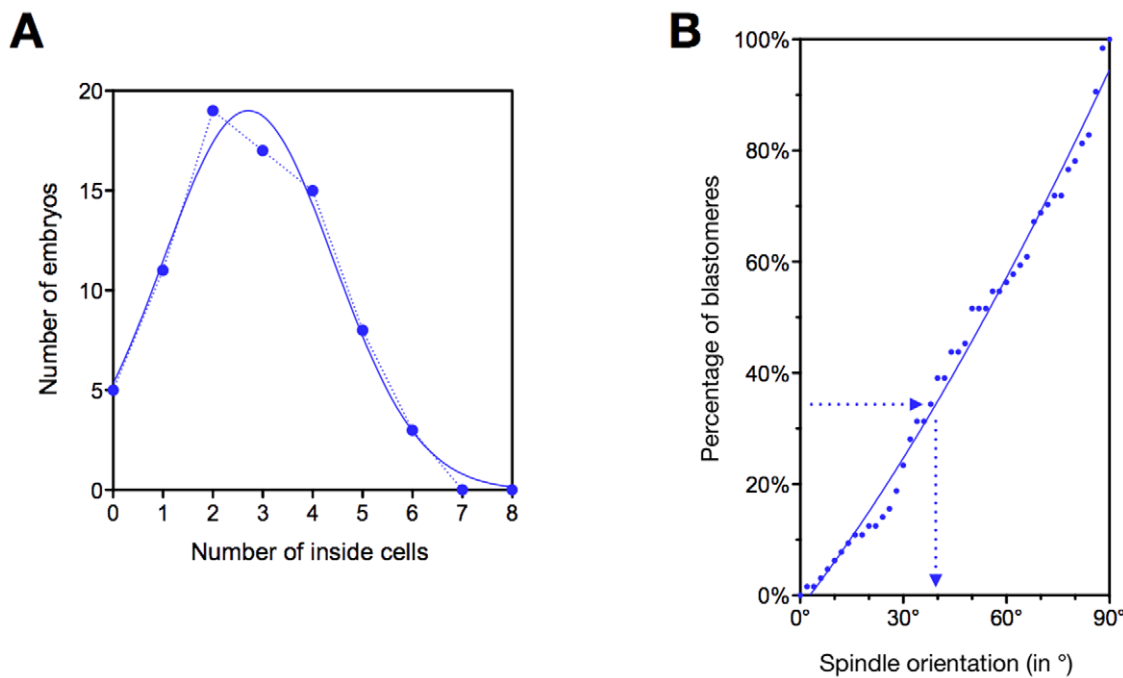 A
20
15
10
5
0
0 1 2 3 4 5 6 7 8
Number of embryos
Number of inside cells
B
100%
80%
60%
40%
20%
0%
0° 30° 60° 90°
Percentage of blastomeres
Spindle orientation (in °)